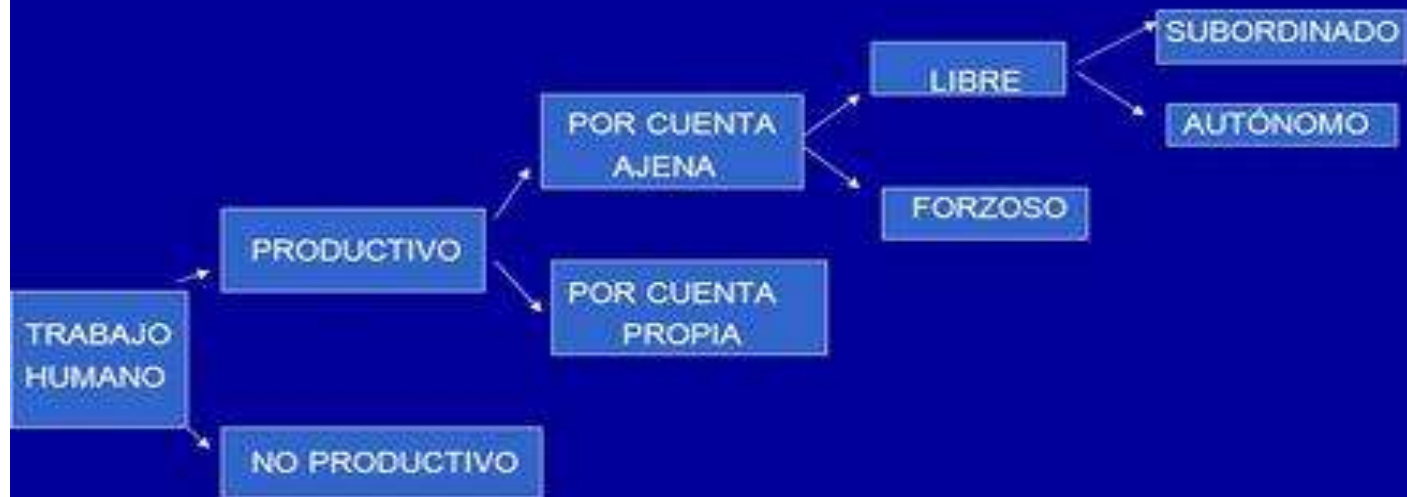 TRABAJO
HUMANO
PRODUCTIVO
NO PRODUCTIVO
POR CUENTA
AJENA
POR CUENTA
PROPIA
LIBRE
FORZOSO
SUBORDINADO
AUTÓNOMO